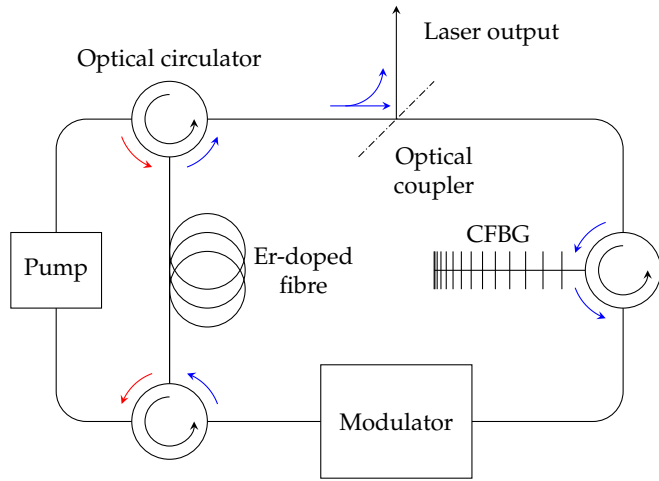 Laser output
Optical circulator
Optical
coupler
CFBG
Pump
Er-doped
fibre
Modulator